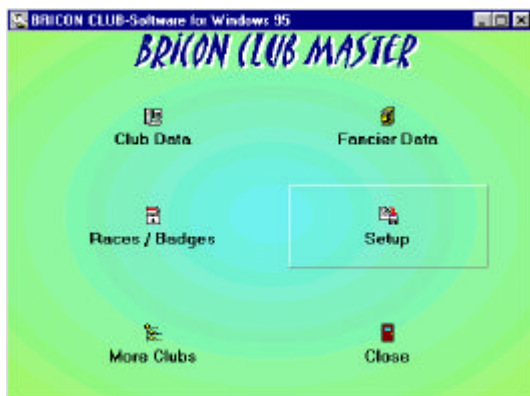 BRICON CLUB-Software for Windows 95
BRICON CLUB MASTER
Club Data
Fancier Data
Races / Badges
Setup
More Clubs
Close